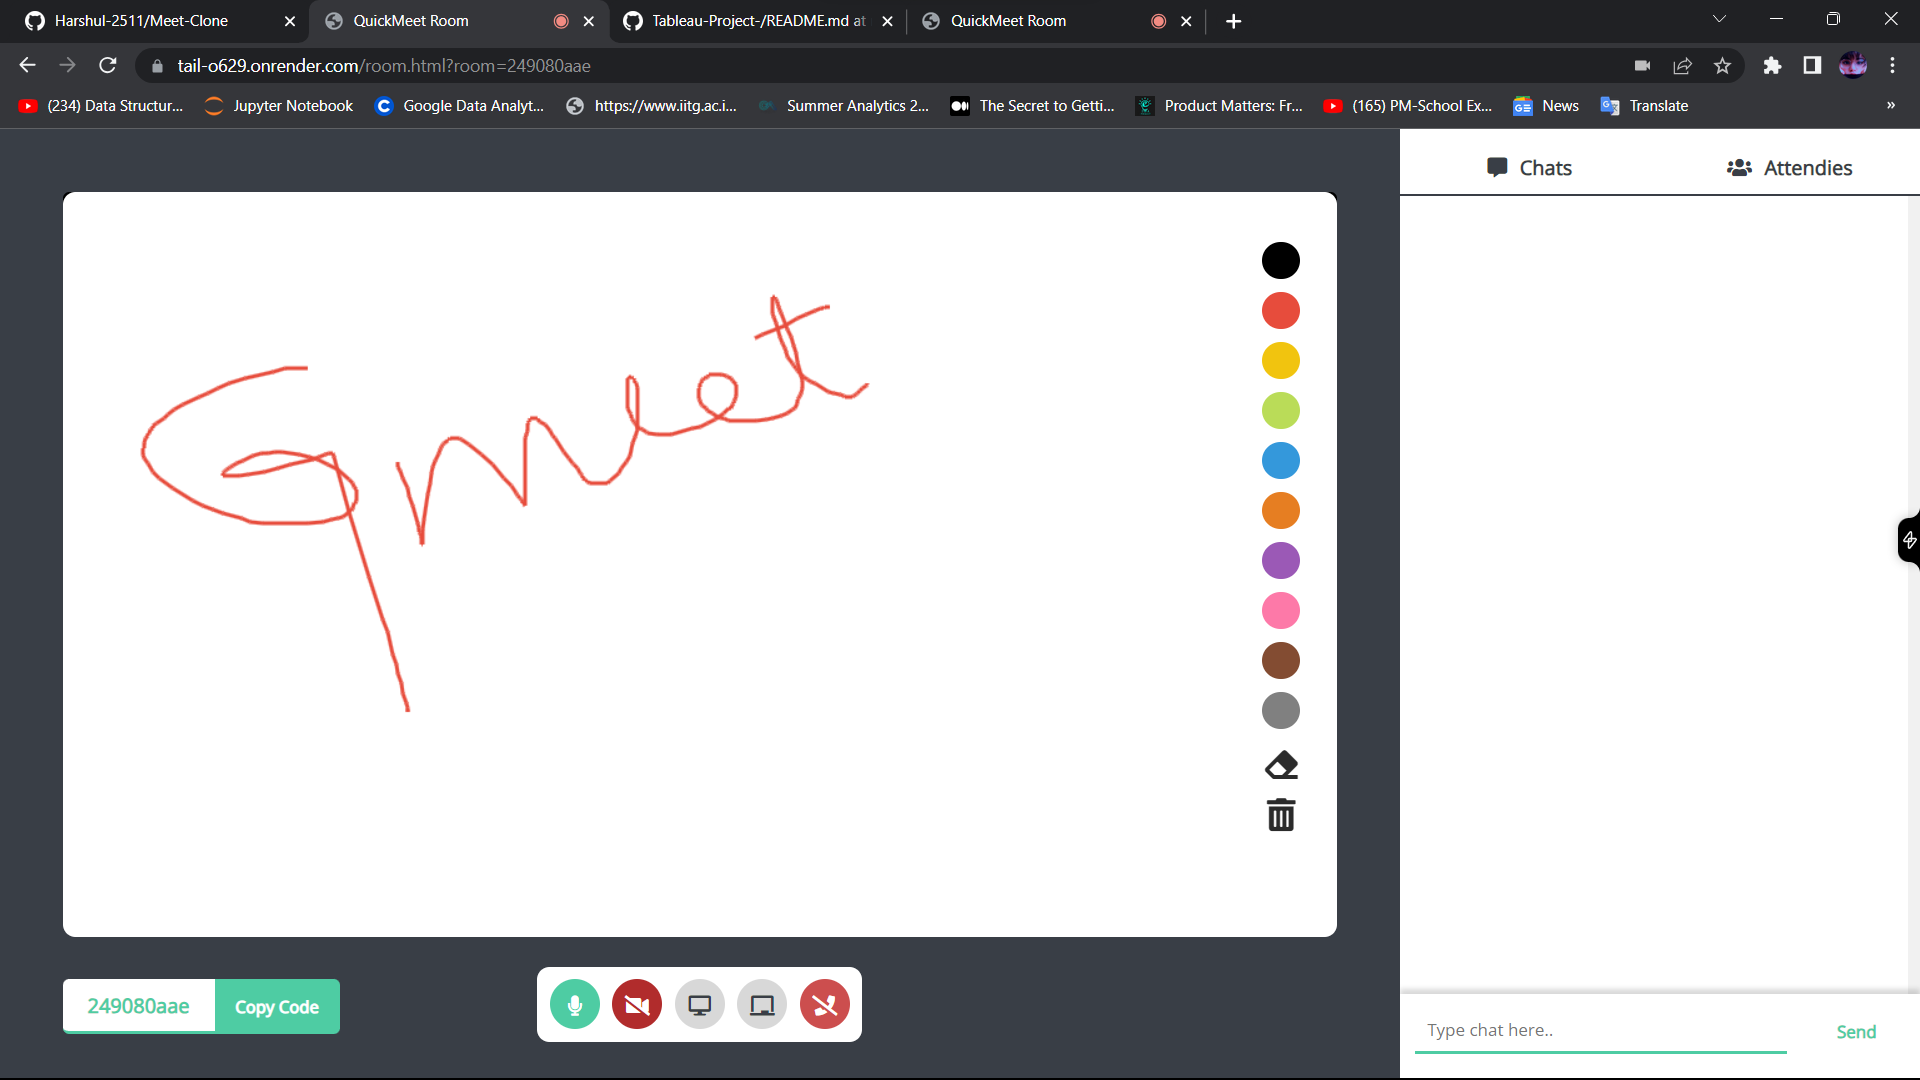 Harshul-2511/Meet-Clone
QuickMeet Room
Tableau-Project-/README.md at
QuickMeet Room
tail-o629.onrender.com/room.html?room=249080aae
(234) Data Structur...
Jupyter Notebook
Google Data Analyt...
https://www.iitg.ac.i...
Summer Analytics 2...
The Secret to Getti...
Product Matters: Fr...
(165) PM-School Ex...
News
Translate
»
Chats
Attendies
Gmeet
249080aae
Copy Code
Type chat here..
Send